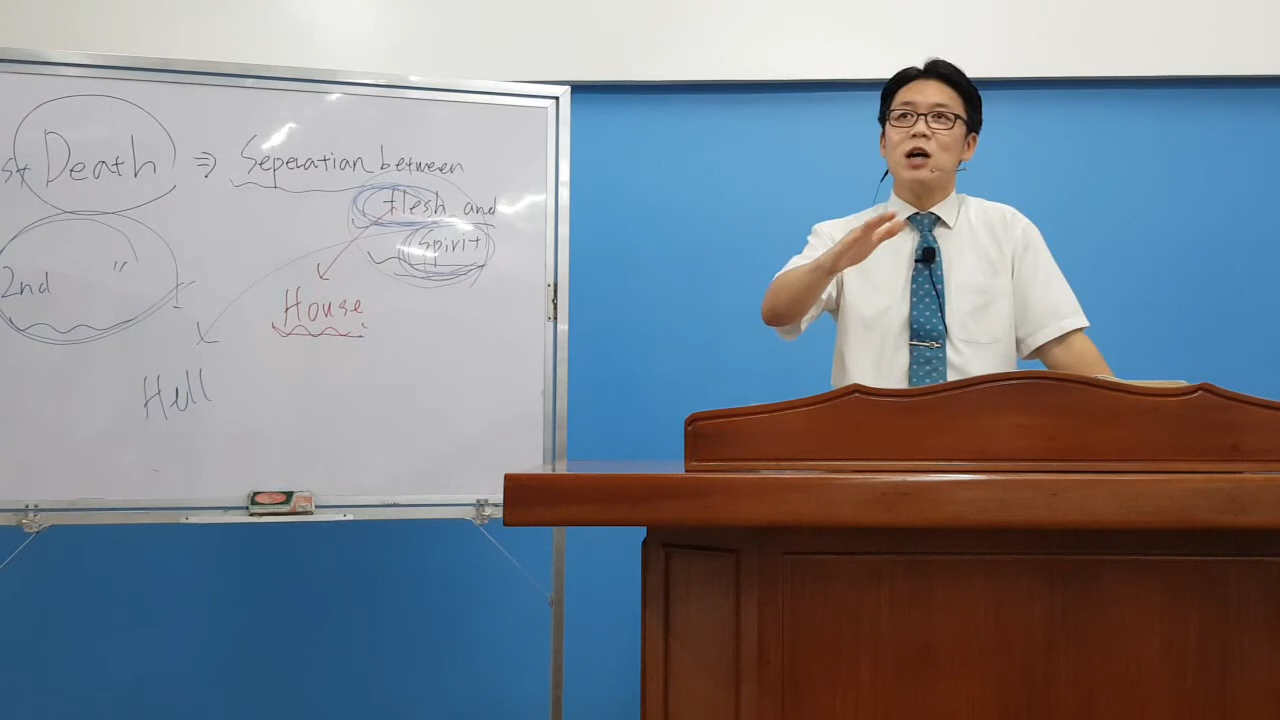 st Death ⇒ Seperation between
flesh and
Spirit
2nd "
House
Hell